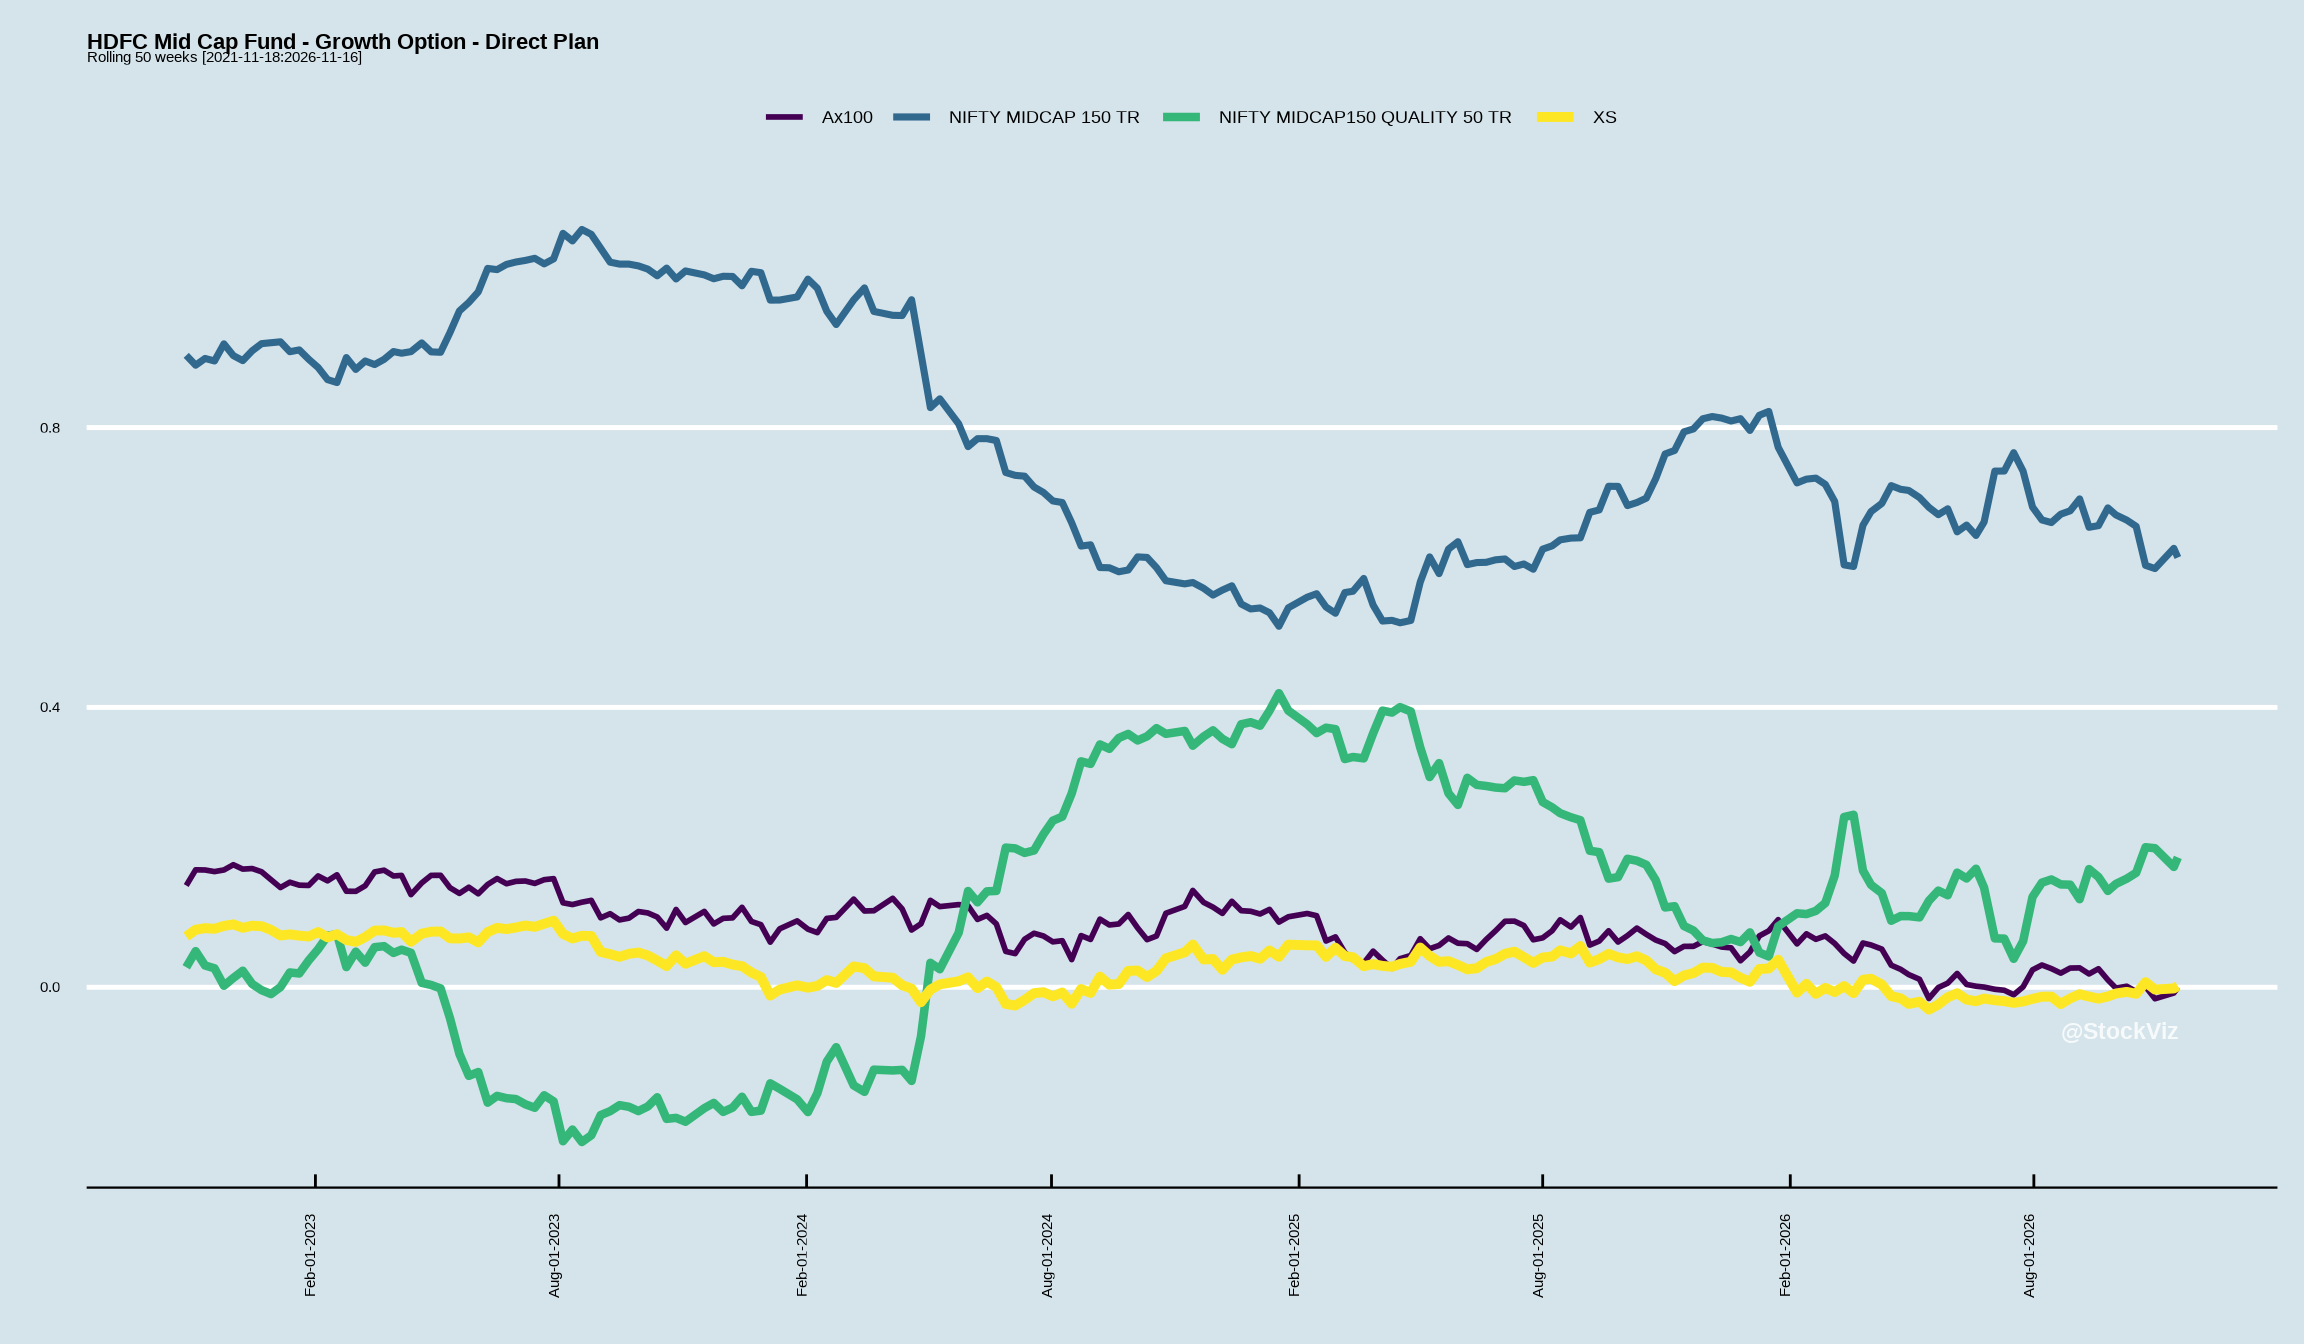 HDFC Mid Cap Fund - Growth Option - Direct Plan
Rolling 50 weeks [2021-11-18:2026-11-16]
Ax100 NIFTY MIDCAP 150 TR NIFTY MIDCAP150 QUALITY 50 TR XS
0.8
0.4
0.0
@StockViz
Feb-01-2023 Aug-01-2023 Feb-01-2024 Aug-01-2024 Feb-01-2025 Aug-01-2025 Feb-01-2026 Aug-01-2026